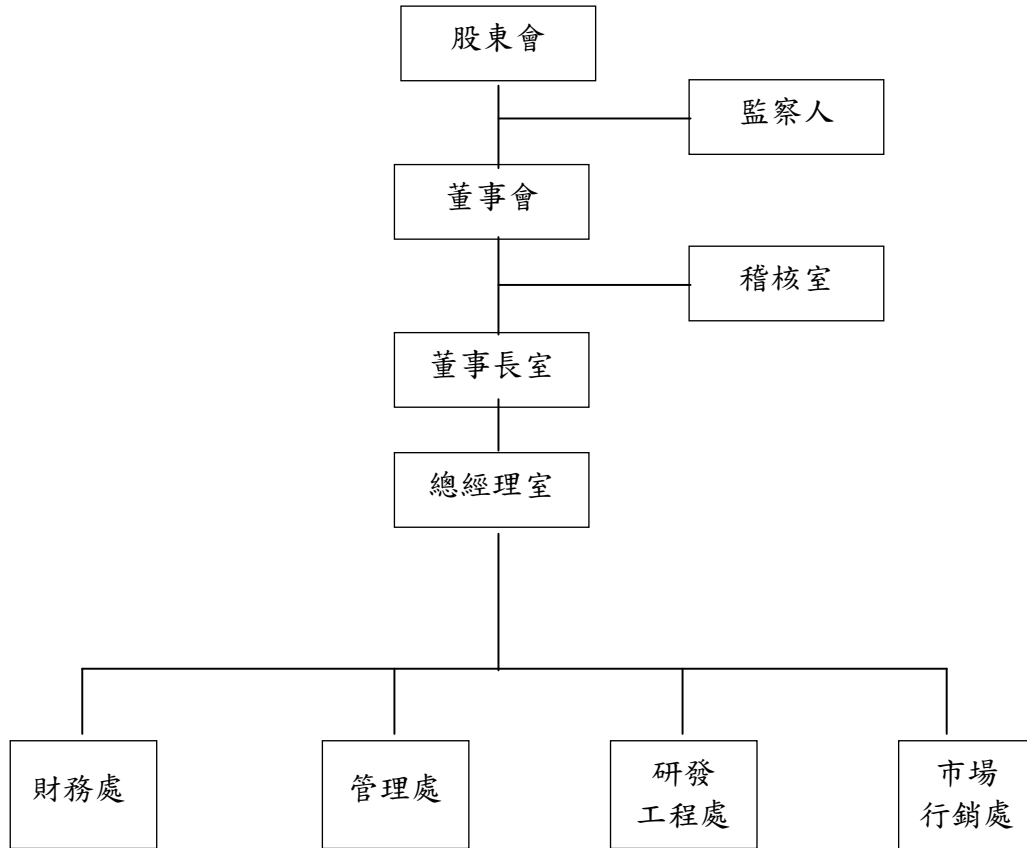 股東會
監察人
董事會
稽核室
董事長室
總經理室
財務處
管理處
研發
工程處
市場
行銷處